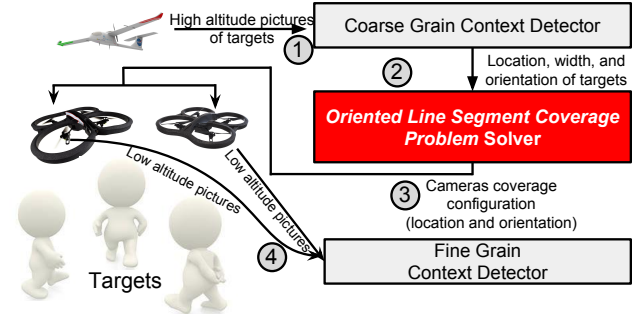 High altitude pictures
of targets
1
Coarse Grain Context Detector
2
Location, width, and
orientation of targets
Oriented Line Segment Coverage
Problem Solver
Low altitude pictures
Low altitude pictures
3
Cameras coverage
configuration
(location and orientation)
4
Fine Grain
Context Detector
Targets